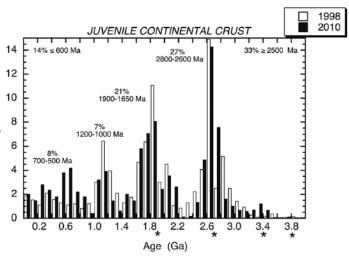 1998
2010
JUVENILE CONTINENTAL CRUST
14% ≤ 600 Ma
27%
2800-2600 Ma
33% ≥ 2500 Ma
21%
1900-1650 Ma
7%
1200-1000 Ma
8%
700-500 Ma
14
12
10
8
6
4
2
0
0.2 0.6 1.0 1.4 1.8 2.2 2.6 3.0 3.4 3.8
* * * *
Age (Ga)